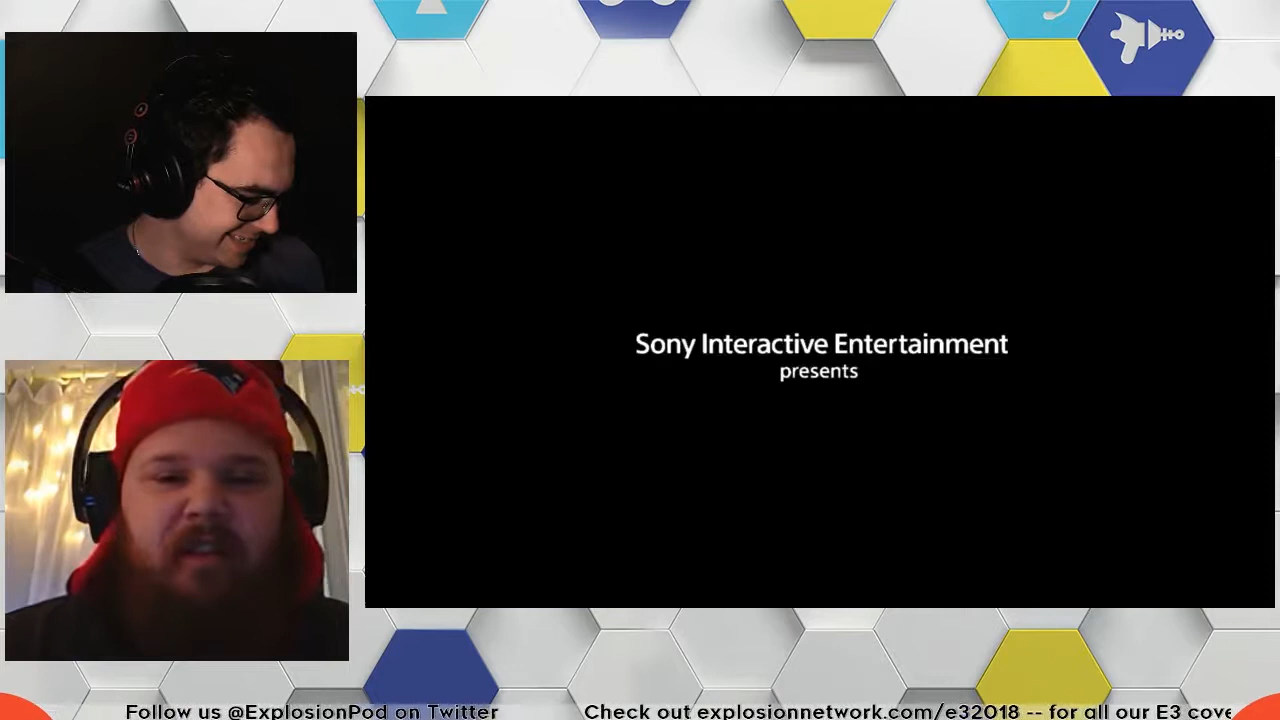 Sony Interactive Entertainment
presents
Follow us @ExplosionPod on Twitter
Check out explosionnetwork.com/e32018 -- for all our E3 cove